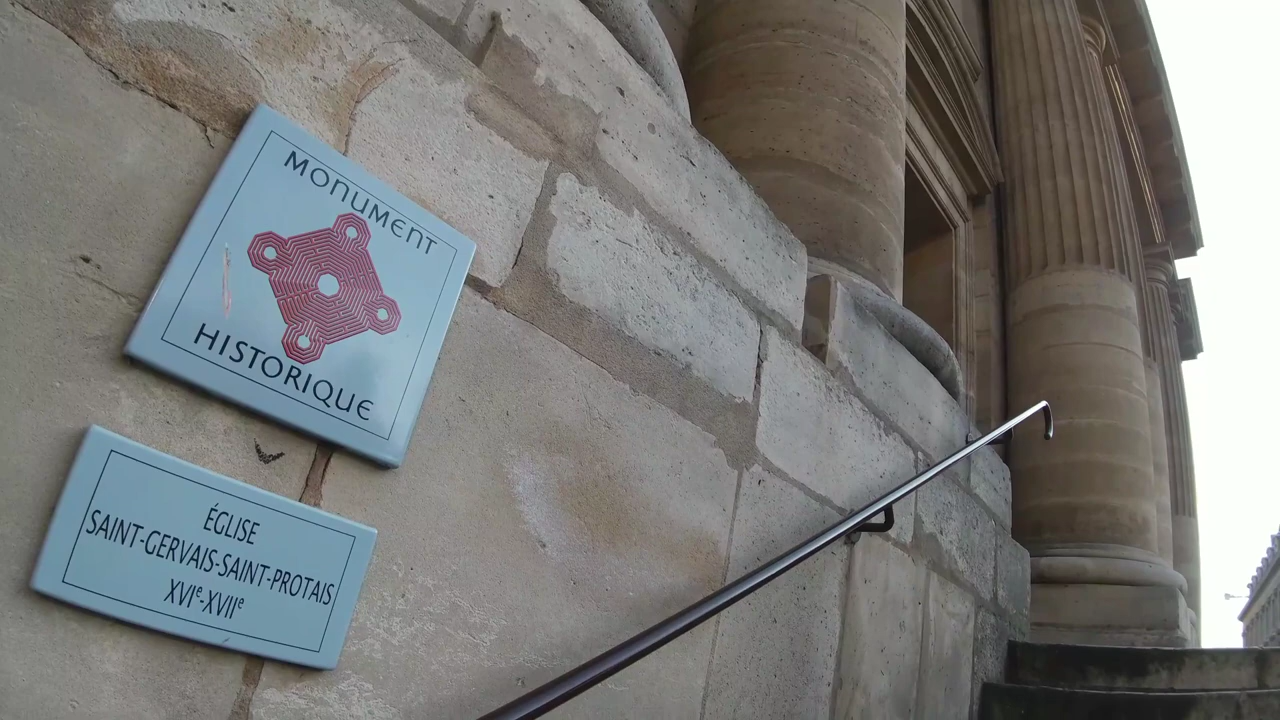 MONUMENT
HISTORIQUE
ÉGLISE
SAINT-GERVAIS-SAINT-PROTAIS
XVIᵉ-XVIIᵉ